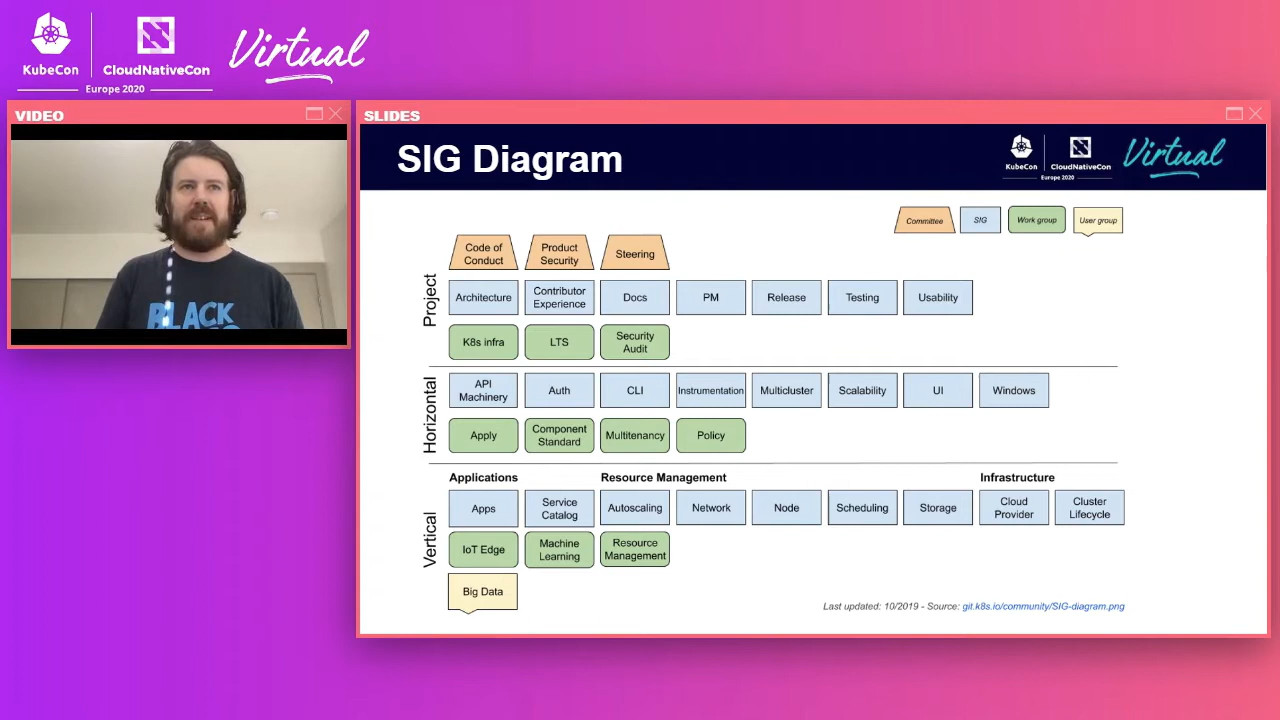 KubeCon
CloudNativeCon
Europe 2020
Virtual
VIDEO
BLACK
SLIDES
SIG Diagram
KubeCon
CloudNativeCon
Europe 2020
Virtual
Committee
SIG
Work group
User group
Project
Code of
Conduct
Product
Security
Steering
Architecture
Contributor
Experience
Docs
PM
Release
Testing
Usability
K8s infra
LTS
Security
Audit
Horizontal
API
Machinery
Auth
CLI
Instrumentation
Multicluster
Scalability
UI
Windows
Apply
Component
Standard
Multitenancy
Policy
Vertical
Applications
Resource Management
Infrastructure
Apps
Service
Catalog
Autoscaling
Network
Node
Scheduling
Storage
Cloud
Provider
Cluster
Lifecycle
IoT Edge
Machine
Learning
Resource
Management
Big Data
Last updated: 10/2019 - Source: git.k8s.io/community/SIG-diagram.png